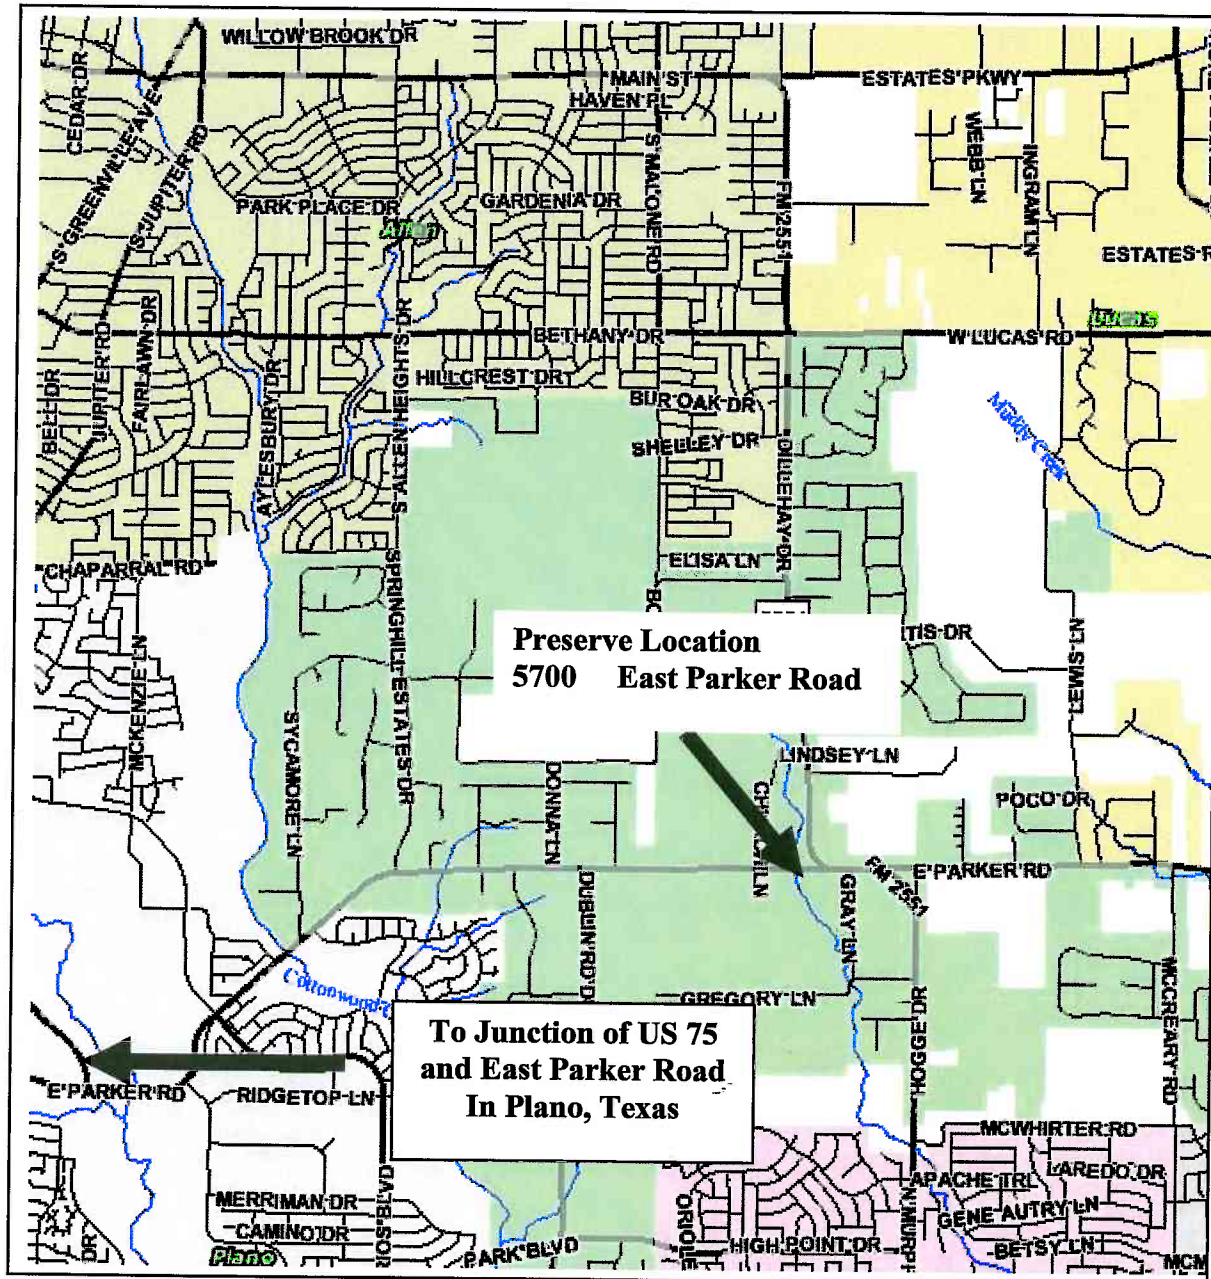 WILLOW BROOK DR
MAIN ST
ESTATES PKWY
HAVEN PL
CEDAR DR
S GREENVILLE AVE
S JUPITER RD
S MALONE RD
FM 2551
WEBB LN
INGRAM LN
PARK PLACE DR
GARDENIA DR
Allen
ESTATES
Lucas
BETHANY DR
W LUCAS RD
BELL DR
JUPITER RD
FAIRLAWN DR
AYLESBURY DR
S ALLEN HEIGHTS DR
HILLCREST DR
BUR OAK DR
SHELLEY DR
DILLEHAY DR
Muddy Creek
CHAPARRAL RD
ELISA LN
MCKENZIE LN
SPRINGHILL ESTATES DR
Preserve Location
5700 East Parker Road
TIS DR
LEWIS LN
SYCAMORE LN
LINDSEY LN
DONNA LN
POCO DR
E PARKER RD
FM 2551
DUBLIN RD
GRAY LN
Cottonwood
GREGORY LN
HOGGE DR
MCCREARY RD
To Junction of US 75
and East Parker Road
In Plano, Texas
E PARKER RD
RIDGETOP LN
MCWHIRTER RD
LAREDO DR
APACHE TRL
MERRIMAN DR
GENE AUTRY LN
CAMINO DR
ORIOLE
HIGH POINT DR
BETSY LN
PARK BLVD
Plano
DR
MCM